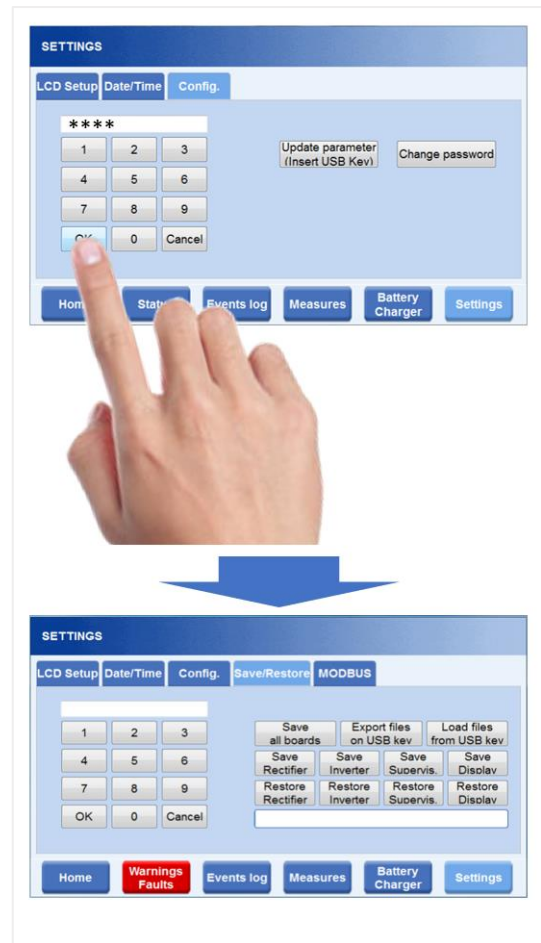 SETTINGS
LCD Setup Date/Time Config.
****
1 2 3
Update parameter
(Insert USB Key)
Change password
4 5 6
7 8 9
OK 0 Cancel
Home Status Events log Measures Battery
Charger Settings
SETTINGS
LCD Setup Date/Time Config. Save/Restore MODBUS
1 2 3
Save
all boards
Export files
on USB key
Load files
from USB key
4 5 6
Save
Rectifier
Save
Inverter
Save
Supervis.
Save
Display
7 8 9
Restore
Rectifier
Restore
Inverter
Restore
Supervis.
Restore
Display
OK 0 Cancel
Home Warnings
Faults Events log Measures Battery
Charger Settings